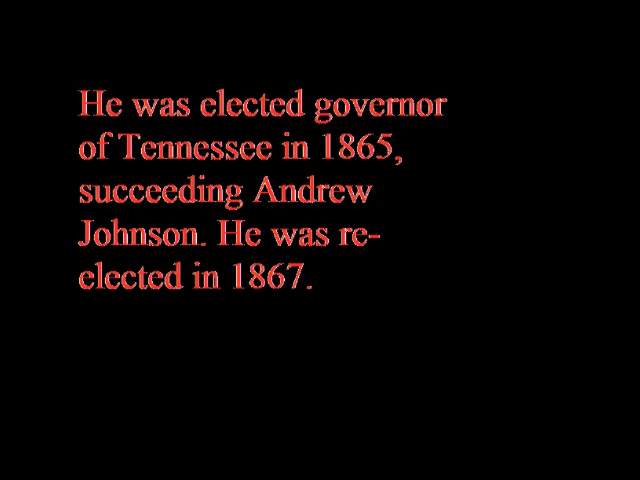 He was elected governor
of Tennessee in 1865,
succeeding Andrew
Johnson. He was re-
elected in 1867.